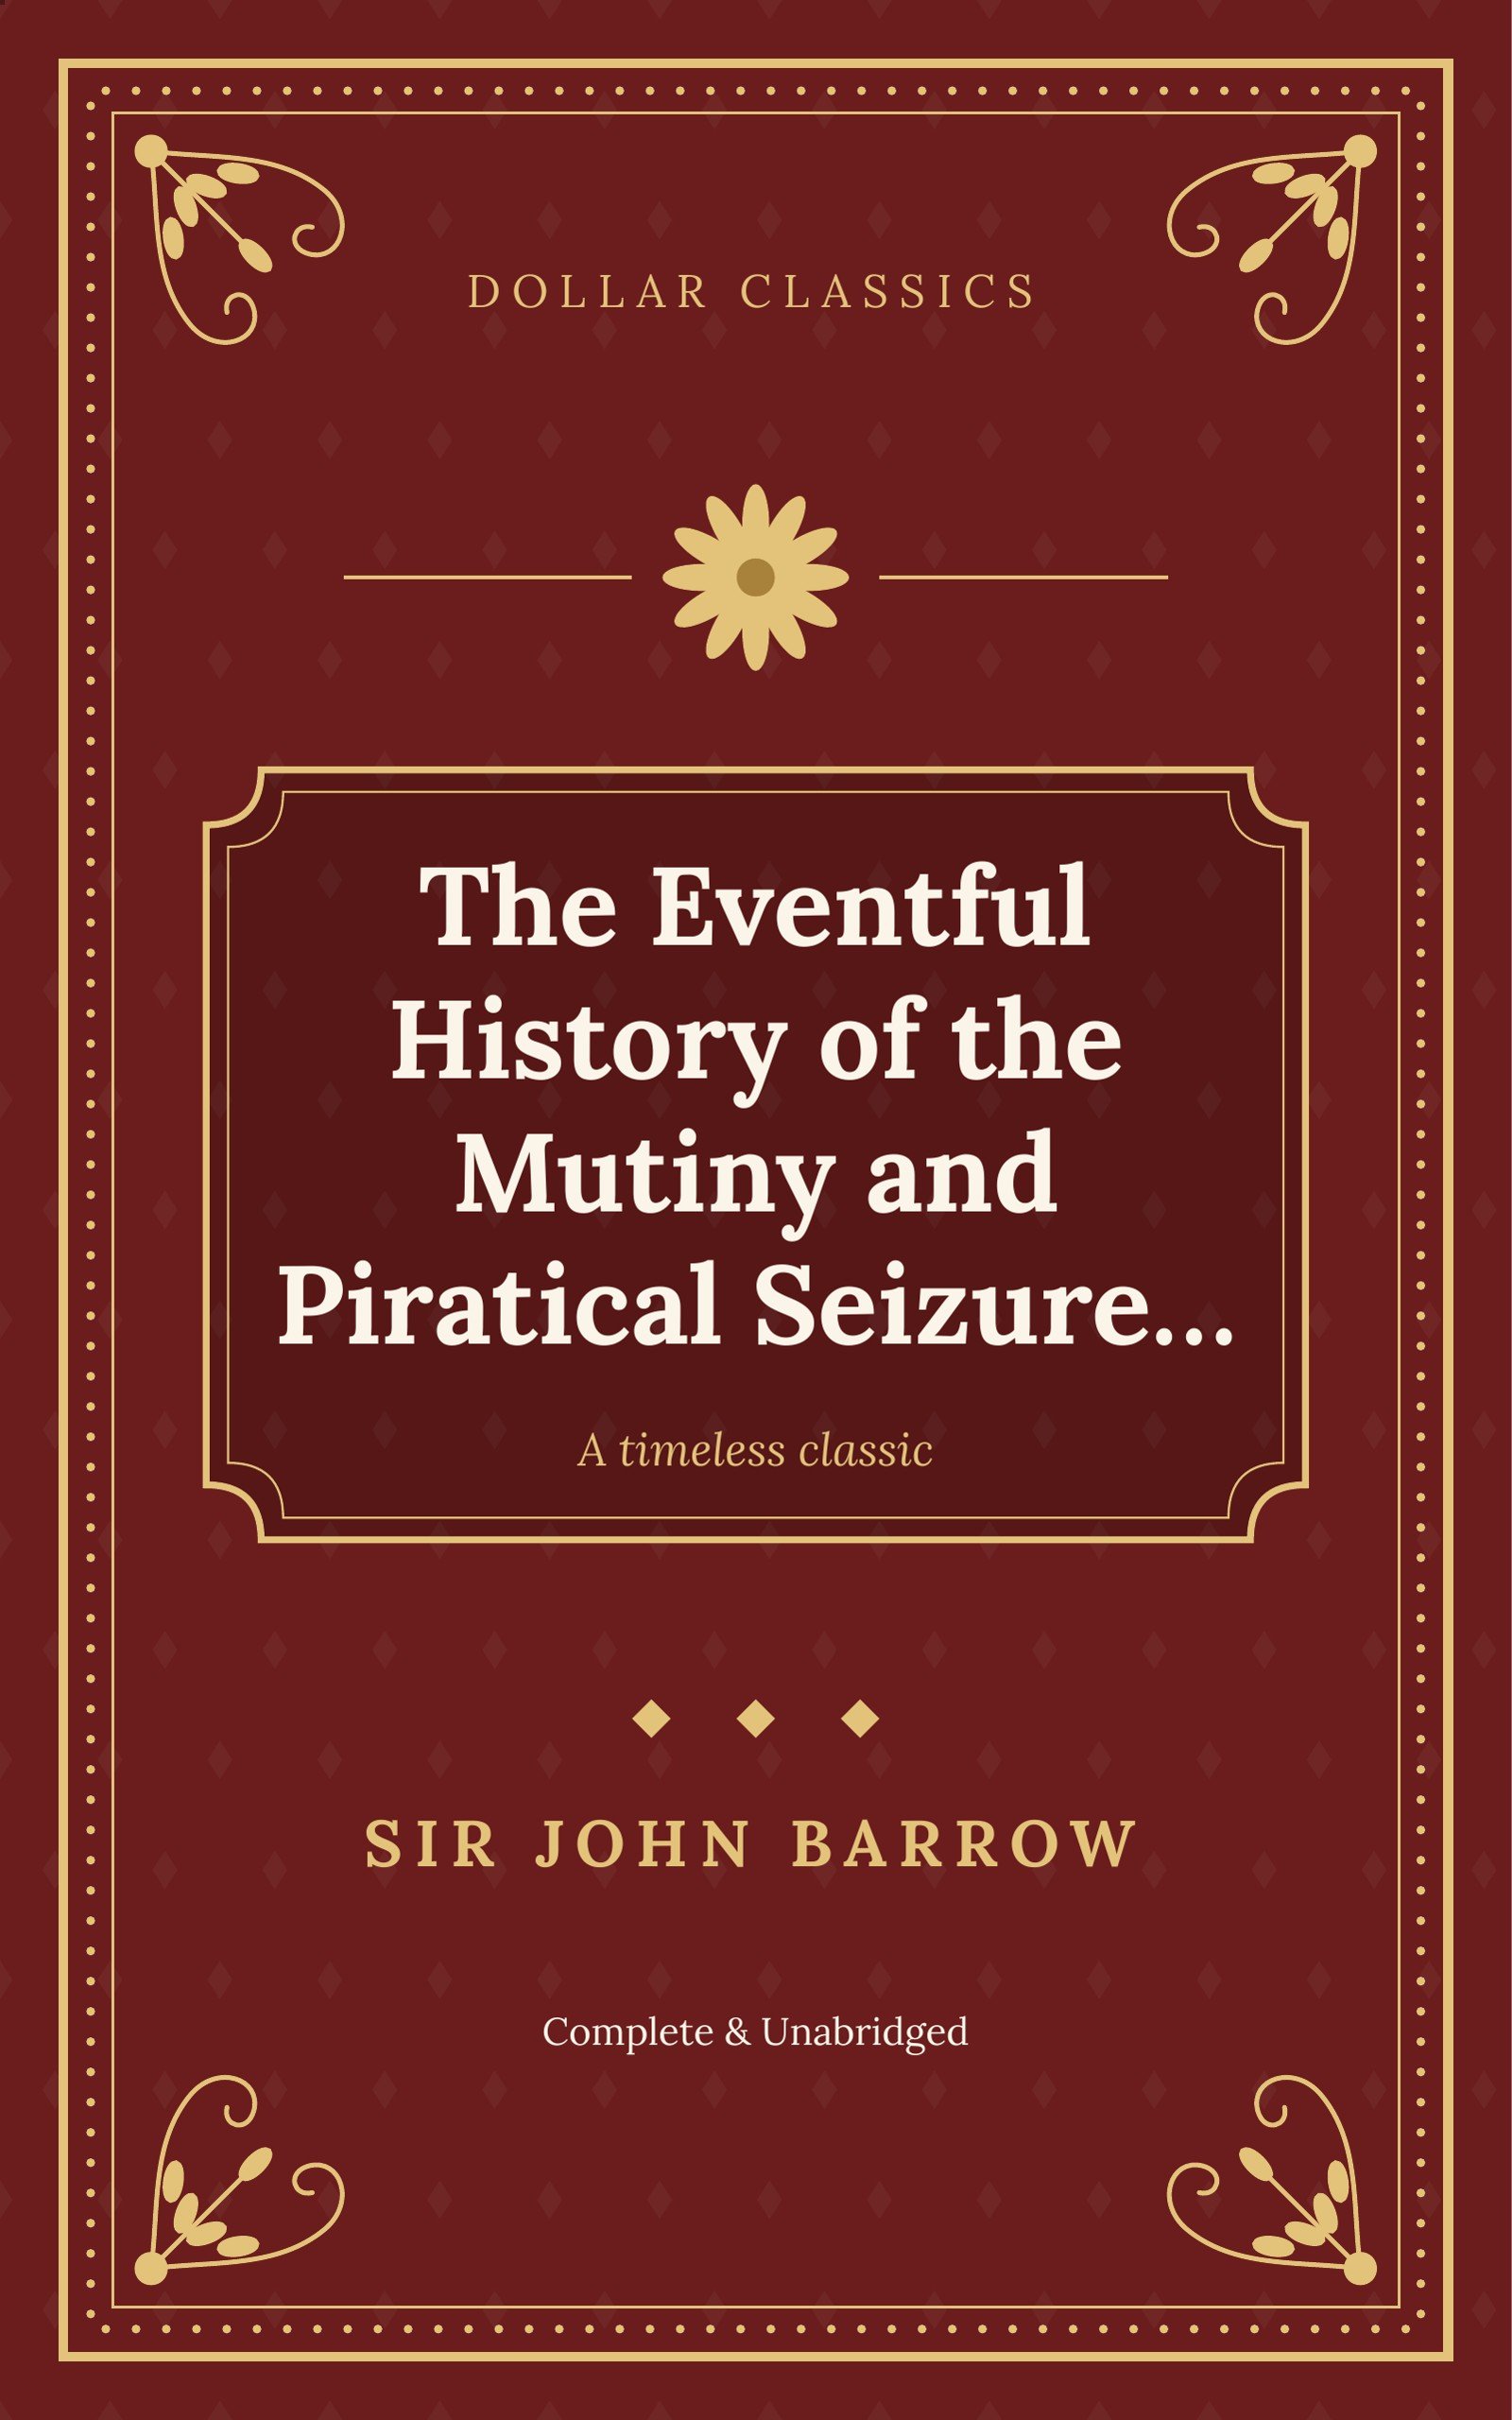 DOLLAR CLASSICS
The Eventful
History of the
Mutiny and
Piratical Seizure...
A timeless classic
SIR JOHN BARROW
Complete & Unabridged